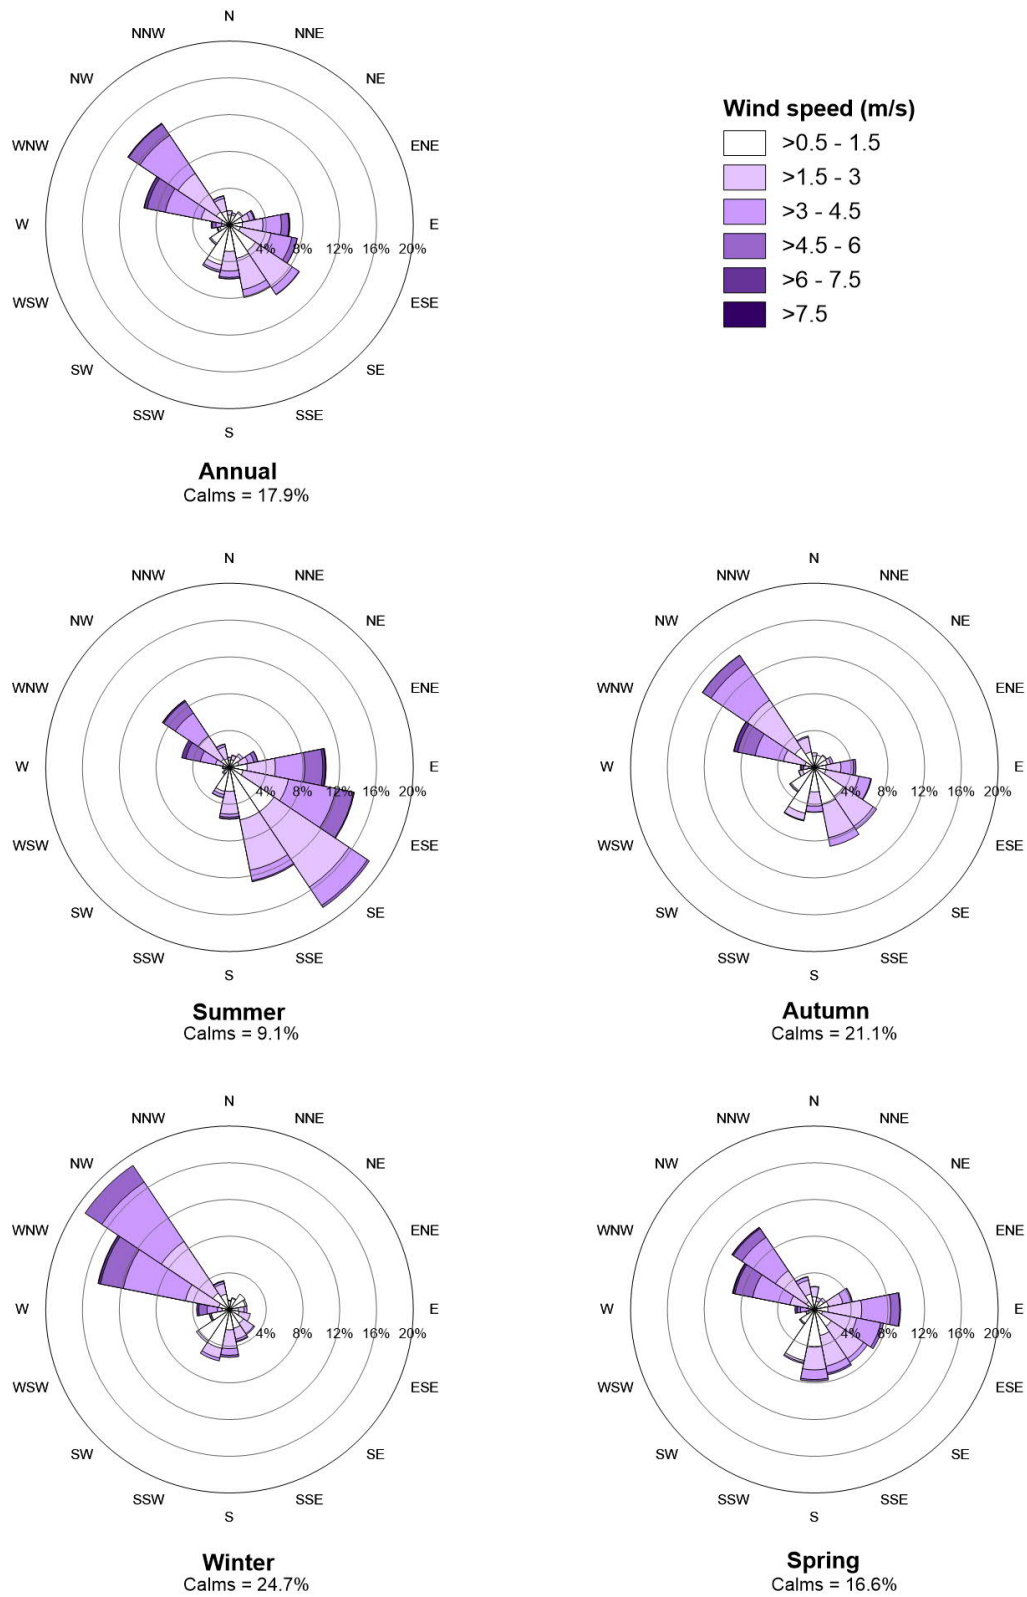 N
NNW NNE
NW NE
WNW ENE
W E
4% 8% 12% 16% 20%
WSW ESE
SW SE
SSW SSE
S
Annual
Calms = 17.9%
Wind speed (m/s)
>0.5 - 1.5
>1.5 - 3
>3 - 4.5
>4.5 - 6
>6 - 7.5
>7.5
N
NNW NNE
NW NE
WNW ENE
W E
4% 8% 12% 16% 20%
WSW ESE
SW SE
SSW SSE
S
Summer
Calms = 9.1%
N
NNW NNE
NW NE
WNW ENE
W E
4% 8% 12% 16% 20%
WSW ESE
SW SE
SSW SSE
S
Autumn
Calms = 21.1%
N
NNW NNE
NW NE
WNW ENE
W E
4% 8% 12% 16% 20%
WSW ESE
SW SE
SSW SSE
S
Winter
Calms = 24.7%
N
NNW NNE
NW NE
WNW ENE
W E
4% 8% 12% 16% 20%
WSW ESE
SW SE
SSW SSE
S
Spring
Calms = 16.6%